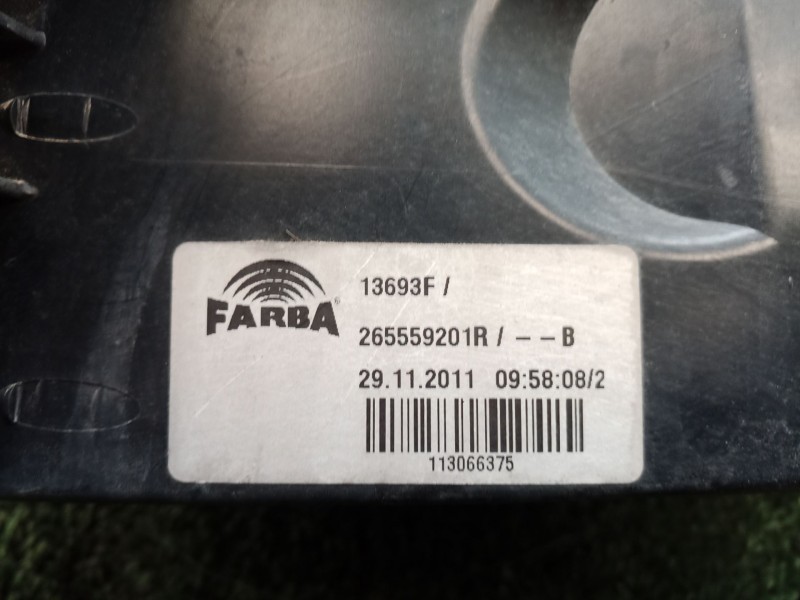 FARBA®
13693F /
265559201R / - - B
29.11.2011 09:58:08/2
113066375